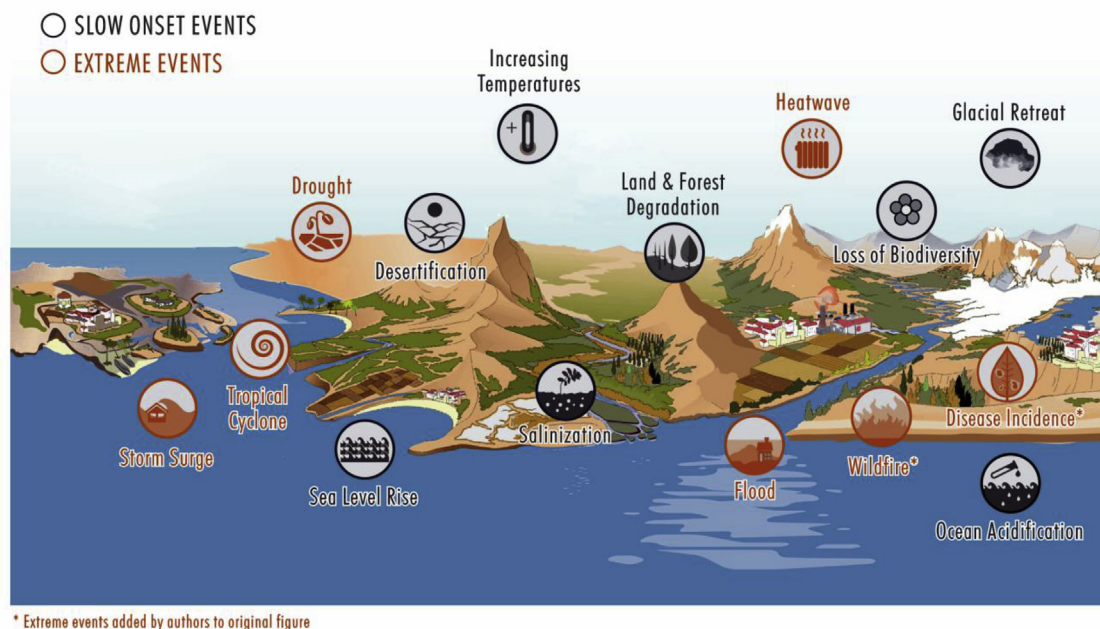 SLOW ONSET EVENTS
EXTREME EVENTS
Increasing
Temperatures
Heatwave
Glacial Retreat
Drought
Land & Forest
Degradation
Desertification
Loss of Biodiversity
Tropical
Cyclone
Storm Surge
Sea Level Rise
Salinization
Flood
Wildfire*
Disease Incidence*
Ocean Acidification
* Extreme events added by authors to original figure